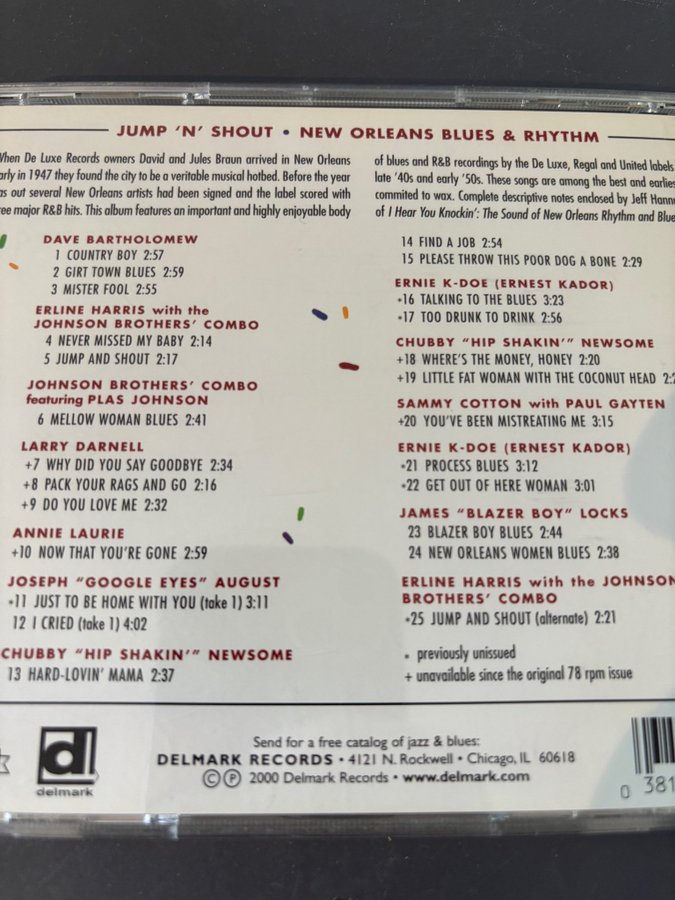 JUMP 'N' SHOUT • NEW ORLEANS BLUES & RHYTHM
When De Luxe Records owners David and Jules Braun arrived in New Orleans
in 1947 they found the city to be a veritable musical hotbed. Before the year
out several New Orleans artists had been signed and the label scored with
major R&B hits. This album features an important and highly enjoyable body
of blues and R&B recordings by the De Luxe, Regal and United labels
late '40s and early '50s. These songs are among the best and
commited to wax. Complete descriptive notes enclosed by Jeff
of I Hear You Knockin': The Sound of New Orleans Rhythm and
DAVE BARTHOLOMEW
1 COUNTRY BOY 2:57
2 GIRT TOWN BLUES 2:59
3 MISTER FOOL 2:55
ERLINE HARRIS with the
JOHNSON BROTHERS' COMBO
4 NEVER MISSED MY BABY 2:14
5 JUMP AND SHOUT 2:17
JOHNSON BROTHERS' COMBO
featuring PLAS JOHNSON
6 MELLOW WOMAN BLUES 2:41
LARRY DARNELL
+7 WHY DID YOU SAY GOODBYE 2:34
+8 PACK YOUR RAGS AND GO 2:16
+9 DO YOU LOVE ME 2:32
ANNIE LAURIE
+10 NOW THAT YOU'RE GONE 2:59
JOSEPH "GOOGLE EYES" AUGUST
•11 JUST TO BE HOME WITH YOU (take 1) 3:11
12 I CRIED (take 1) 4:02
CHUBBY "HIP SHAKIN'" NEWSOME
13 HARD-LOVIN' MAMA 2:37
14 FIND A JOB 2:54
15 PLEASE THROW THIS POOR DOG A BONE 2:29
ERNIE K-DOE (ERNEST KADOR)
•16 TALKING TO THE BLUES 3:23
•17 TOO DRUNK TO DRINK 2:56
CHUBBY "HIP SHAKIN'" NEWSOME
+18 WHERE'S THE MONEY, HONEY 2:20
+19 LITTLE FAT WOMAN WITH THE COCONUT HEAD
SAMMY COTTON with PAUL GAYTEN
+20 YOU'VE BEEN MISTREATING ME 3:15
ERNIE K-DOE (ERNEST KADOR)
•21 PROCESS BLUES 3:12
•22 GET OUT OF HERE WOMAN 3:01
JAMES "BLAZER BOY" LOCKS
23 BLAZER BOY BLUES 2:44
24 NEW ORLEANS WOMEN BLUES 2:38
ERLINE HARRIS with the JOHNSON
BROTHERS' COMBO
•25 JUMP AND SHOUT (alternate) 2:21
• previously unissued
+ unavailable since the original 78 rpm issue
d
delmark
Send for a free catalog of jazz & blues:
DELMARK RECORDS • 4121 N. Rockwell • Chicago, IL 60618
©℗ 2000 Delmark Records • www.delmark.com
0 381